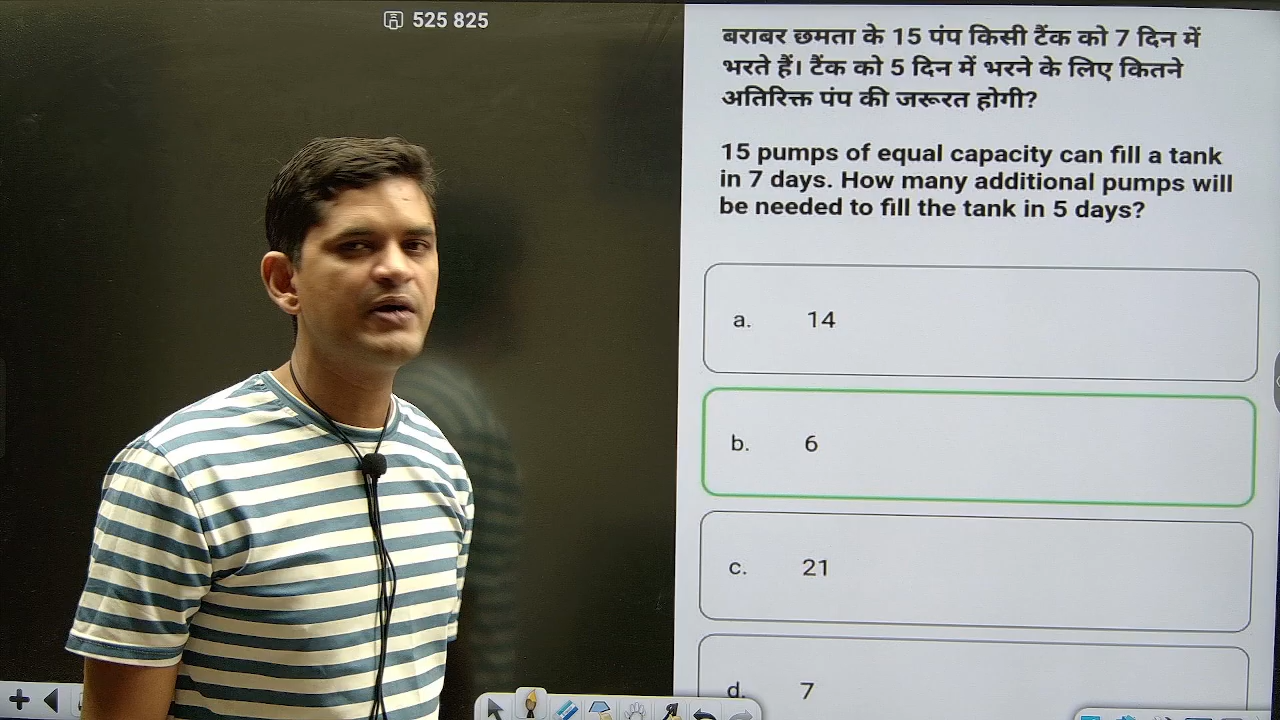 525 825
बराबर छमता के 15 पंप किसी टैंक को 7 दिन में
भरते हैं। टैंक को 5 दिन में भरने के लिए कितने
अतिरिक्त पंप की जरूरत होगी?
15 pumps of equal capacity can fill a tank
in 7 days. How many additional pumps will
be needed to fill the tank in 5 days?
a. 14
b. 6
c. 21
d. 7